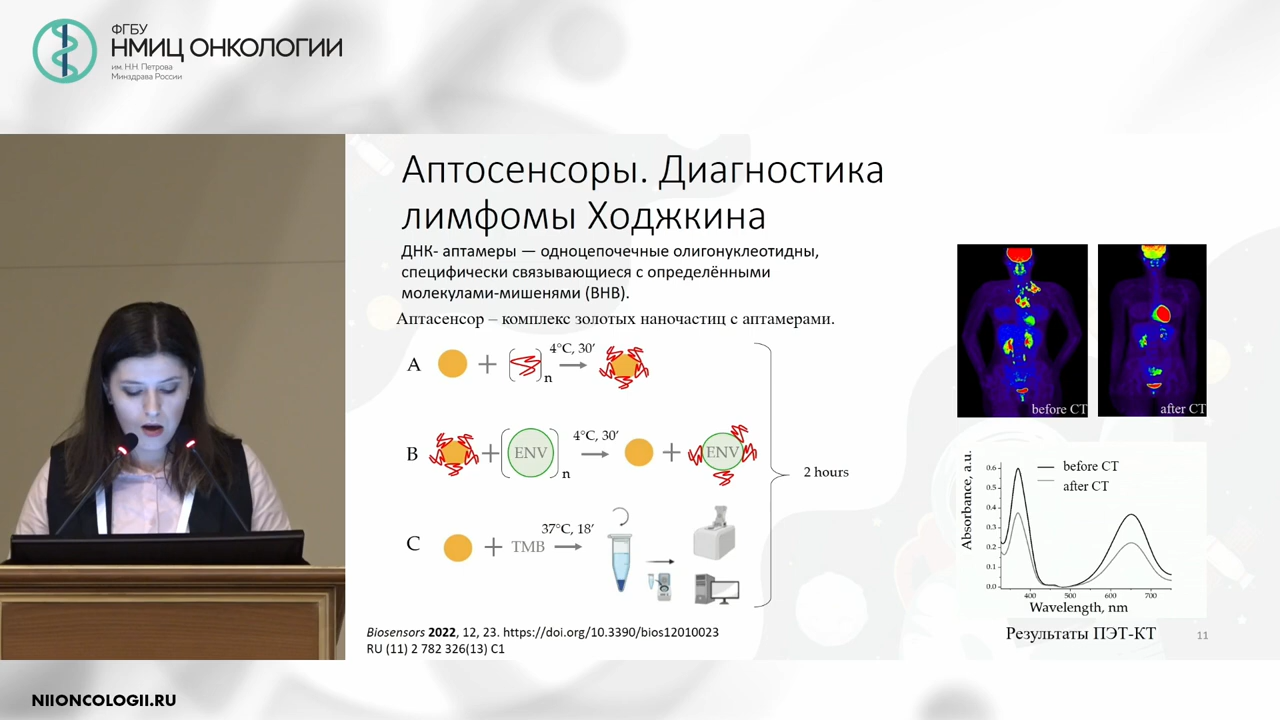 ФГБУ
НМИЦ ОНКОЛОГИИ
им. Н.Н. Петрова
Минздрава России
Аптосенсоры. Диагностика
лимфомы Ходжкина
ДНК- аптамеры — одноцепочечные олигонуклеотидны,
специфически связывающиеся с определёнными
молекулами-мишенями (ВНВ).
Аптасенсор – комплекс золотых наночастиц с аптамерами.
A + n 4°C, 30′
B + ENV n 4°C, 30′ + ENV
2 hours
C + TMB 37°C, 18′
before CT
after CT
Absorbance, a.u.
before CT
after CT
0.6
0.5
0.4
0.3
0.2
0.1
0.0
400 500 600 700
Wavelength, nm
Результаты ПЭТ-КТ
11
Biosensors 2022, 12, 23. https://doi.org/10.3390/bios12010023
RU (11) 2 782 326(13) C1
NIIONCOLOGII.RU